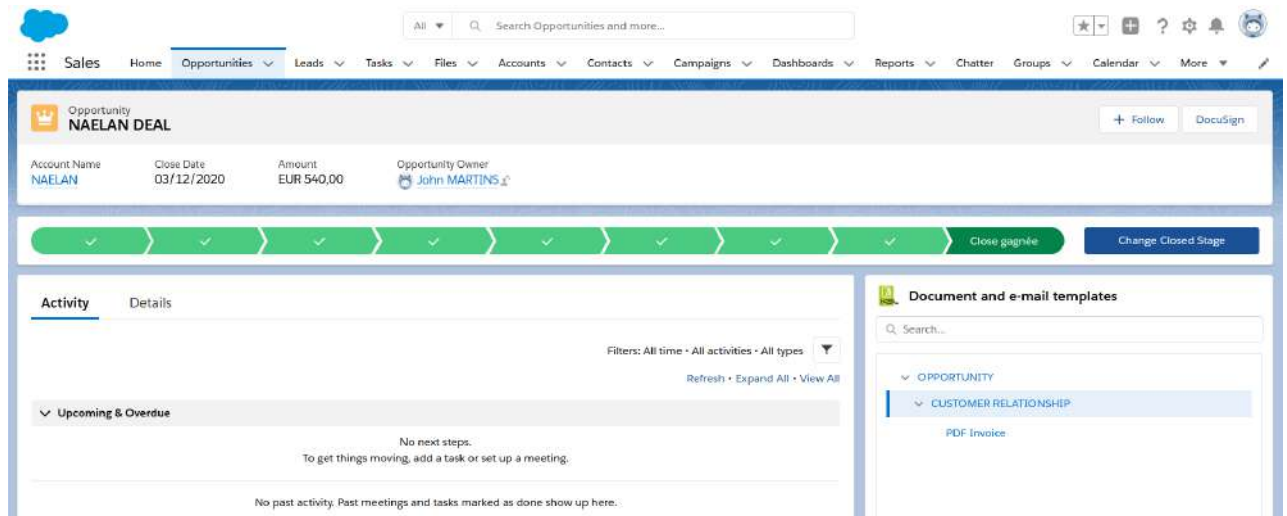 All
Search Opportunities and more...
Sales Home Opportunities Leads Tasks Files Accounts Contacts Campaigns Dashboards Reports Chatter Groups Calendar More
Opportunity
NAELAN DEAL
+ Follow DocuSign
Account Name Close Date Amount Opportunity Owner
NAELAN 03/12/2020 EUR 540,00 John MARTINS
Close gagnée Change Closed Stage
Activity Details
Filters: All time • All activities • All types
Refresh • Expand All • View All
Upcoming & Overdue
No next steps.
To get things moving, add a task or set up a meeting.
No past activity. Past meetings and tasks marked as done show up here.
Document and e-mail templates
Search...
OPPORTUNITY
CUSTOMER RELATIONSHIP
PDF Invoice